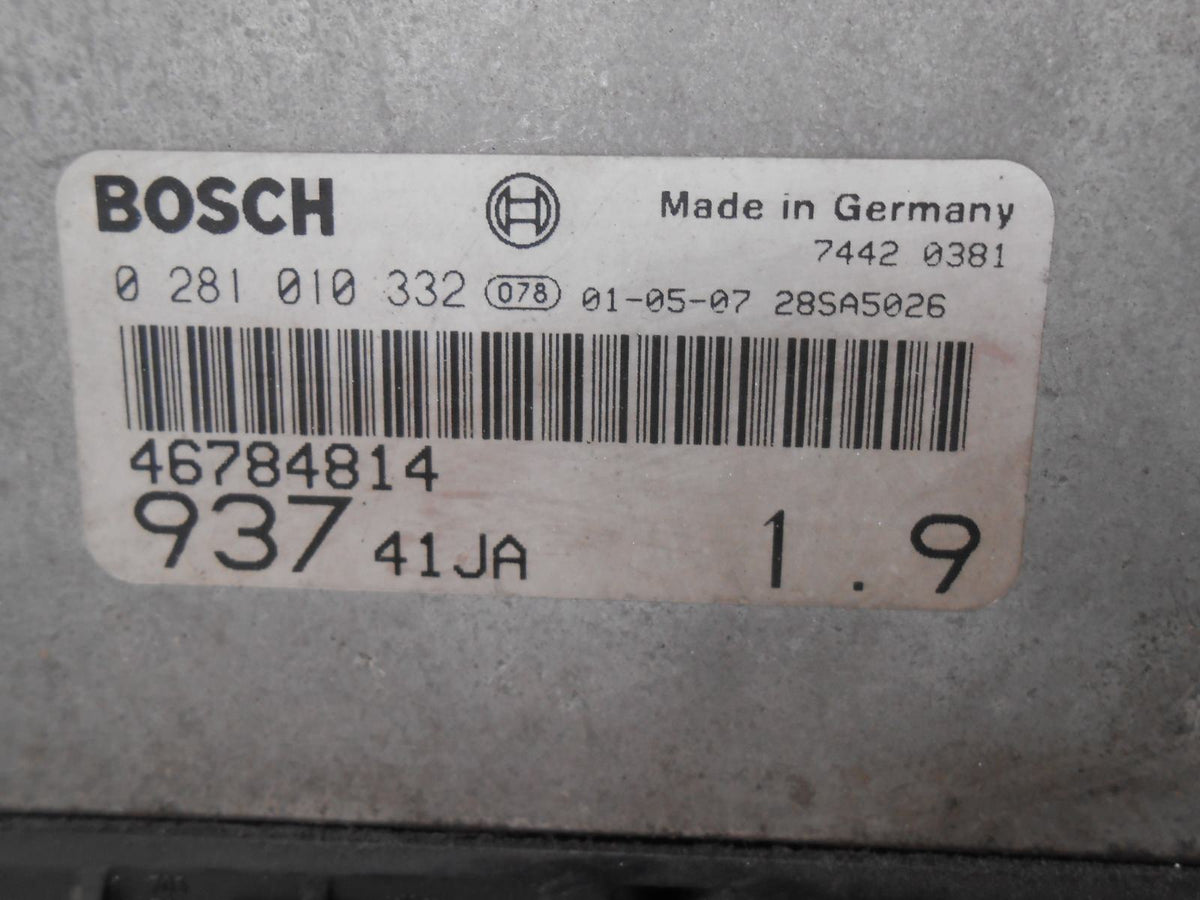 BOSCH
Made in Germany
7442 0381
0 281 010 332 078 01-05-07 28SA5026
46784814
937 41JA 1.9